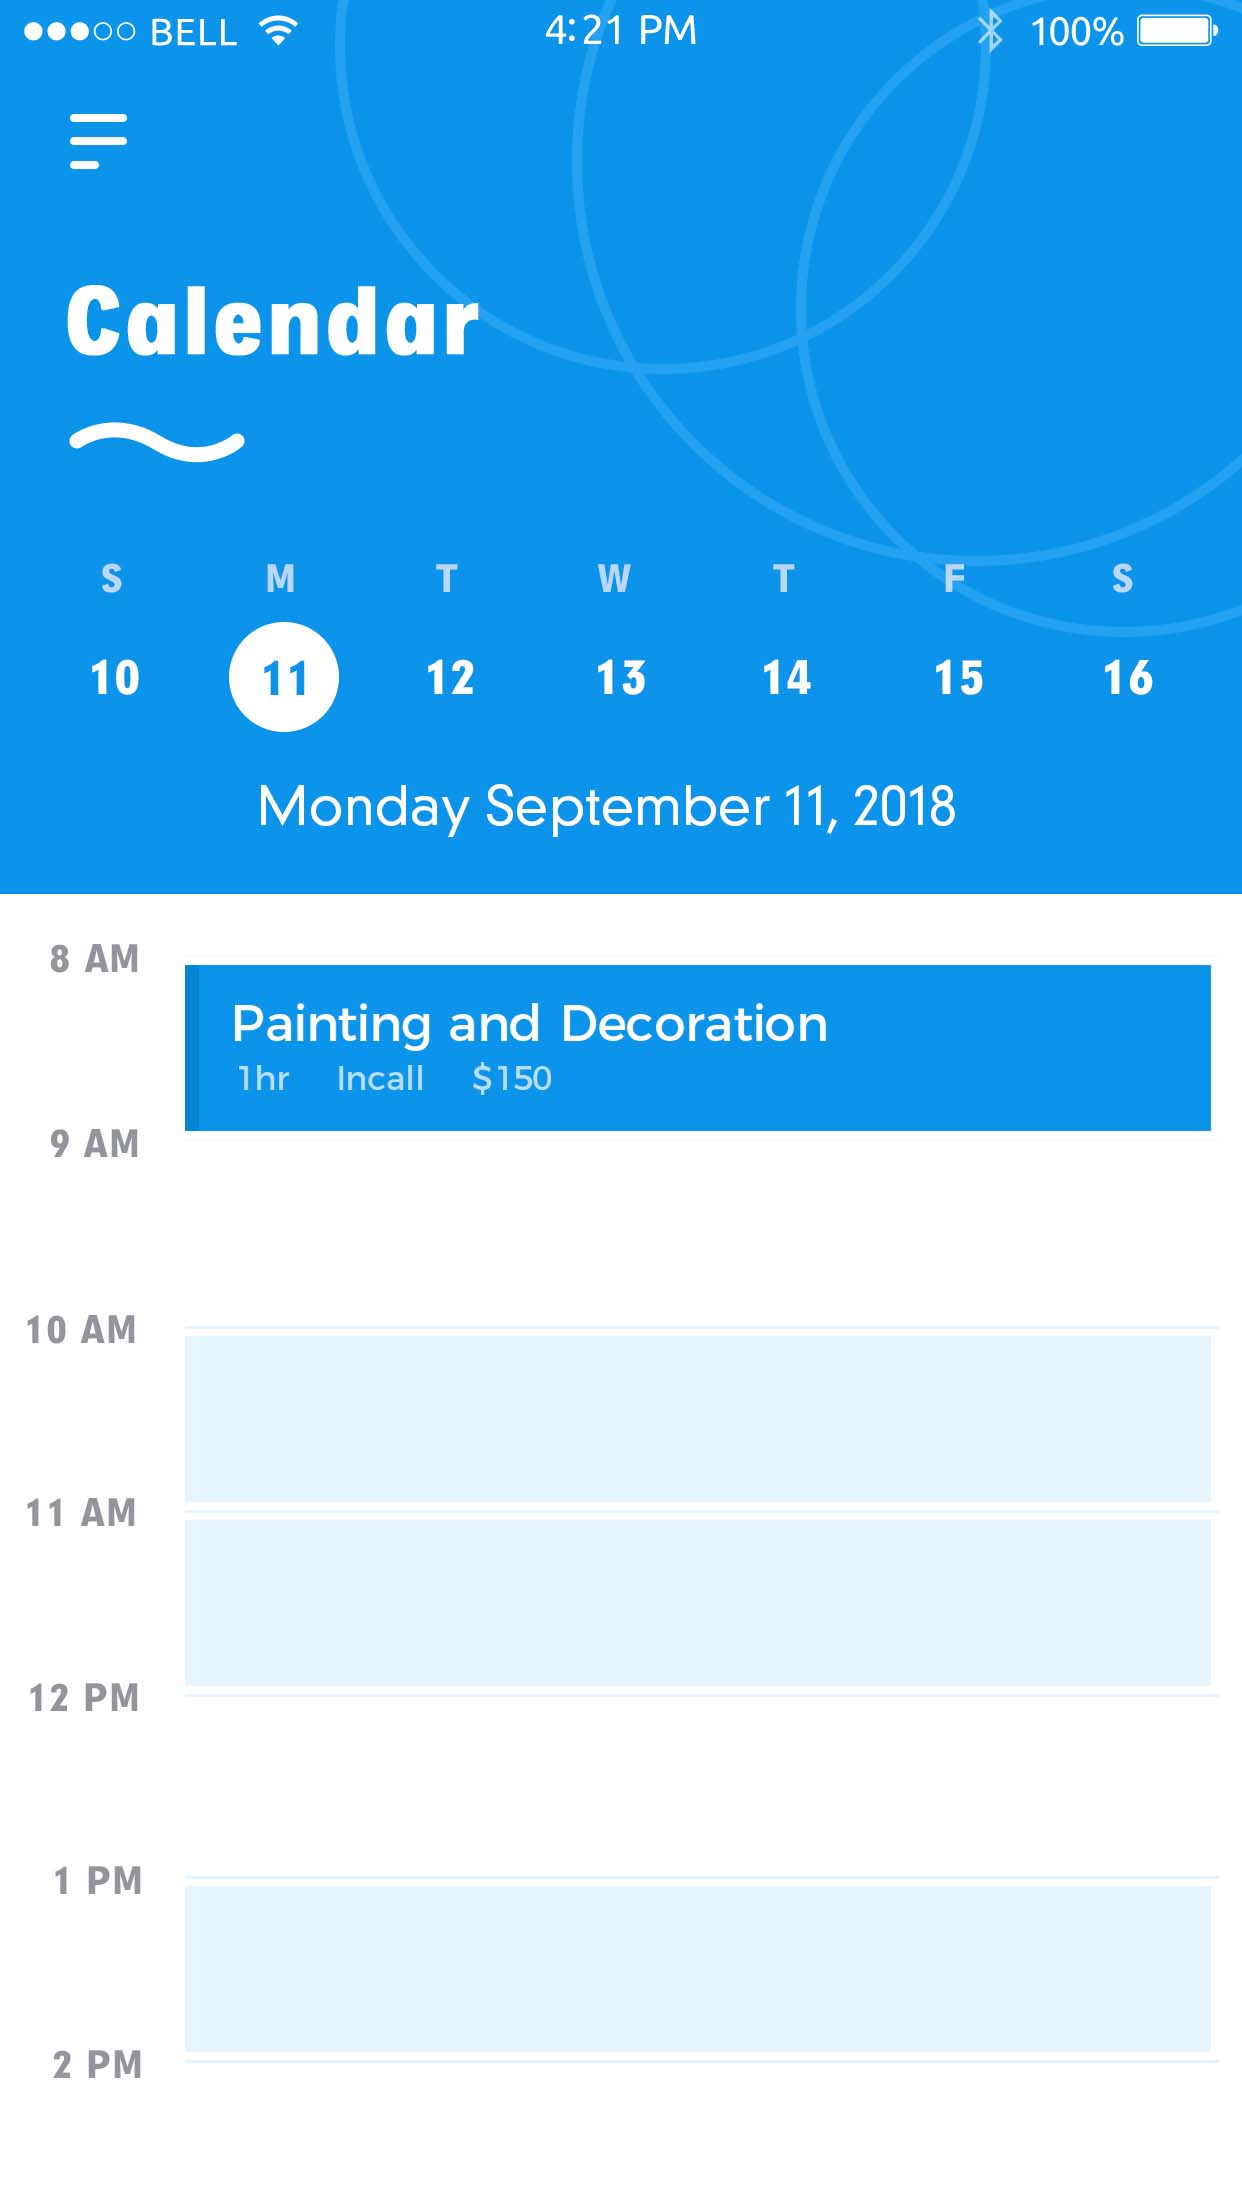 BELL 4:21 PM 100%
Calendar
S M T W T F S
10 11 12 13 14 15 16
Monday September 11, 2018
8 AM
Painting and Decoration
1hr Incall $150
9 AM
10 AM
11 AM
12 PM
1 PM
2 PM